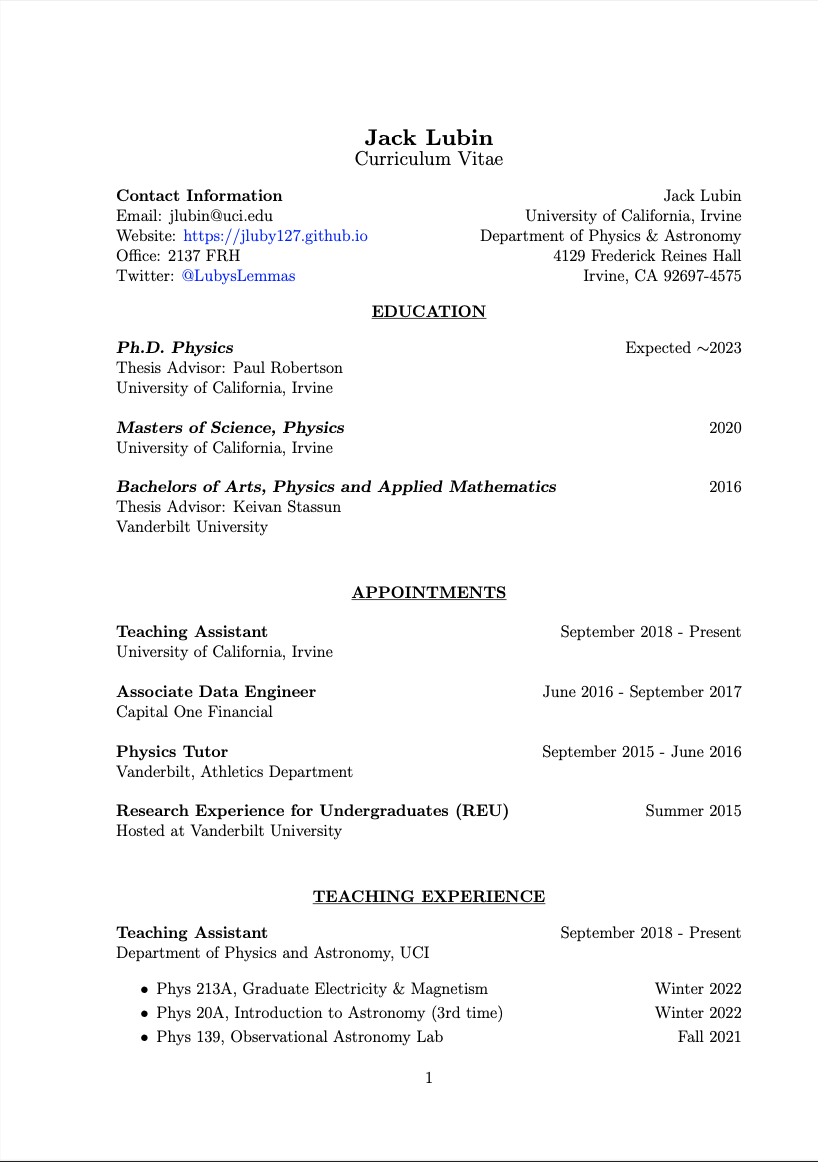 Jack Lubin
Curriculum Vitae
Contact Information Jack Lubin
Email: jlubin@uci.edu University of California, Irvine
Website: https://jluby127.github.io Department of Physics & Astronomy
Office: 2137 FRH 4129 Frederick Reines Hall
Twitter: @LubysLemmas Irvine, CA 92697-4575
EDUCATION
Ph.D. Physics Expected ~2023
Thesis Advisor: Paul Robertson
University of California, Irvine
Masters of Science, Physics 2020
University of California, Irvine
Bachelors of Arts, Physics and Applied Mathematics 2016
Thesis Advisor: Keivan Stassun
Vanderbilt University
APPOINTMENTS
Teaching Assistant September 2018 - Present
University of California, Irvine
Associate Data Engineer June 2016 - September 2017
Capital One Financial
Physics Tutor September 2015 - June 2016
Vanderbilt, Athletics Department
Research Experience for Undergraduates (REU) Summer 2015
Hosted at Vanderbilt University
TEACHING EXPERIENCE
Teaching Assistant September 2018 - Present
Department of Physics and Astronomy, UCI
• Phys 213A, Graduate Electricity & Magnetism Winter 2022
• Phys 20A, Introduction to Astronomy (3rd time) Winter 2022
• Phys 139, Observational Astronomy Lab Fall 2021
1